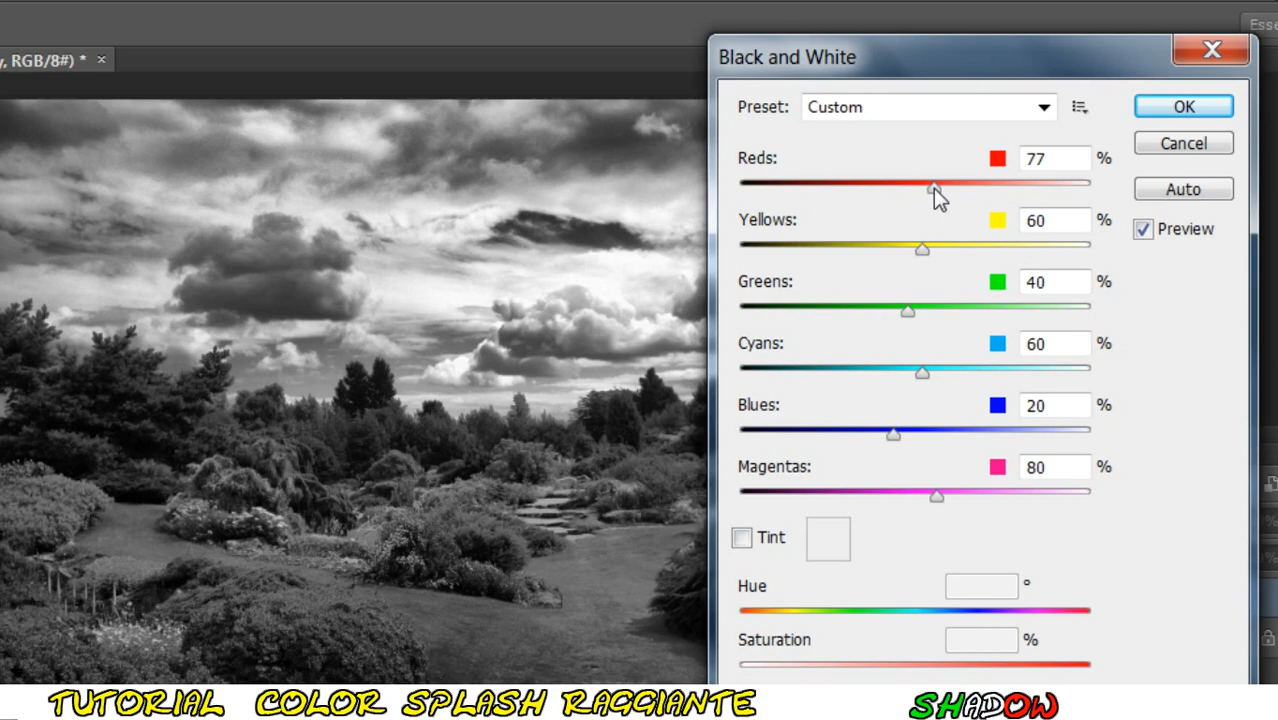 Esse
y, RGB/8#) * ×
Black and White
Preset: Custom OK
Cancel
Reds: 77 %
Auto
Yellows: 60 %
Preview
Greens: 40 %
Cyans: 60 %
Blues: 20 %
Magentas: 80 %
Tint
Hue °
Saturation %
TUTORIAL COLOR SPLASH RAGGIANTE SHADOW